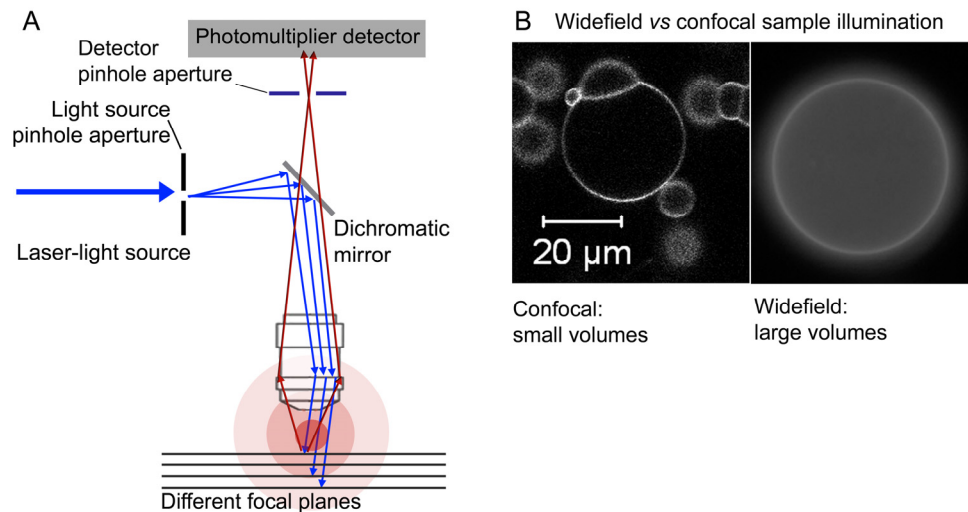 A
Photomultiplier detector
Detector
pinhole aperture
Light source
pinhole aperture
Laser-light source
Dichromatic
mirror
Different focal planes
B
Widefield vs confocal sample illumination
20 µm
Confocal:
small volumes
Widefield:
large volumes